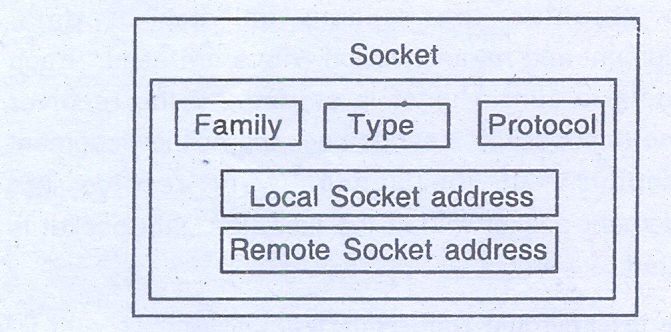 Socket
Family Type Protocol
Local Socket address
Remote Socket address